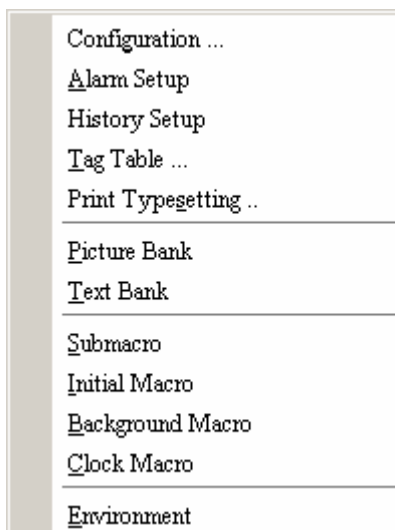 Configuration ...
Alarm Setup
History Setup
Tag Table ...
Print Typesetting ..
Picture Bank
Text Bank
Submacro
Initial Macro
Background Macro
Clock Macro
Environment